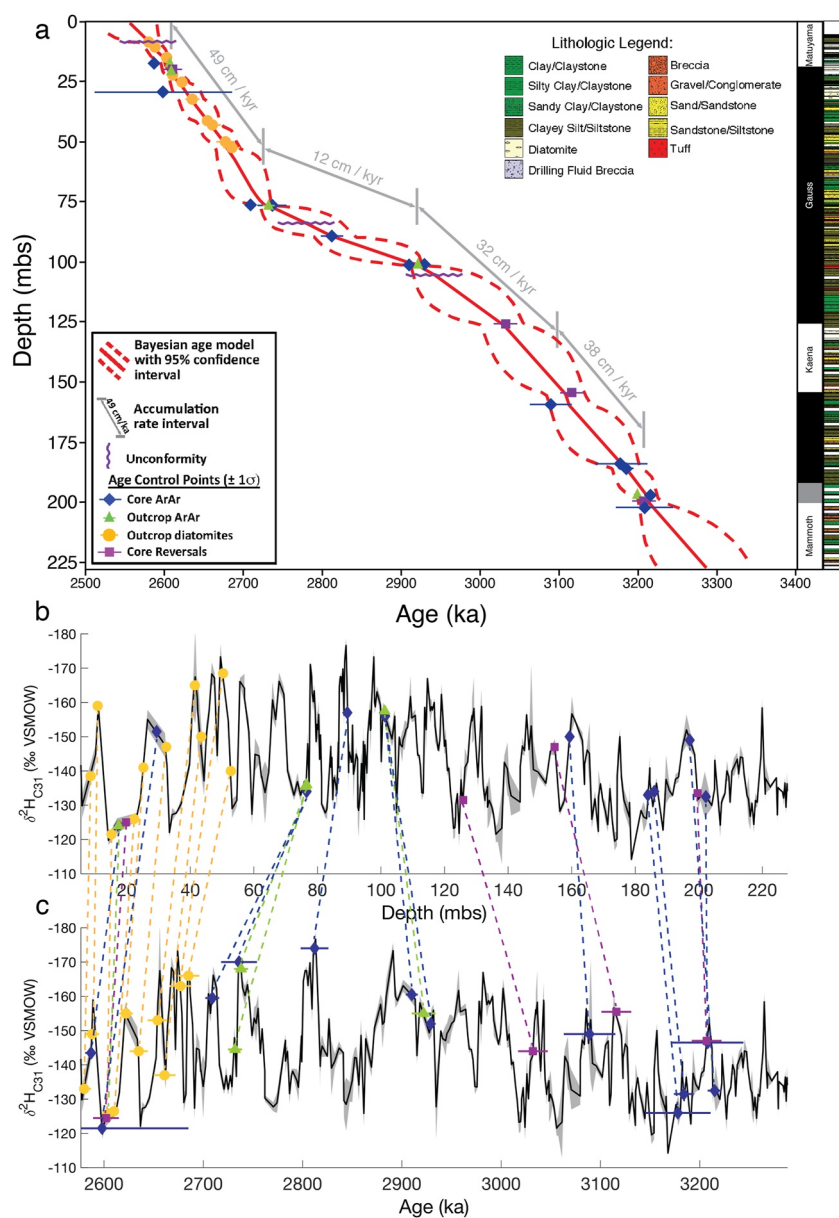 a
0
25
50
75
100
125
150
175
200
225
Depth (mbs)
2500
2600
2700
2800
2900
3000
3100
3200
3300
3400
Age (ka)
49 cm / kyr
12 cm / kyr
32 cm / kyr
38 cm / kyr
Lithologic Legend:
Clay/Claystone
Silty Clay/Claystone
Sandy Clay/Claystone
Clayey Silt/Siltstone
Diatomite
Drilling Fluid Breccia
Breccia
Gravel/Conglomerate
Sand/Sandstone
Sandstone/Siltstone
Tuff
Matuyama
Gauss
Kaena
Mammoth
Bayesian age model
with 95% confidence
interval
49 cm/ka
Accumulation
rate interval
Unconformity
Age Control Points (± 1σ)
Core ArAr
Outcrop ArAr
Outcrop diatomites
Core Reversals
b
-180
-170
-160
-150
-140
-130
-120
-110
δ²H C31 (‰ VSMOW)
20
40
60
80
100
120
140
160
180
200
220
Depth (mbs)
c
-180
-170
-160
-150
-140
-130
-120
-110
δ²H C31 (‰ VSMOW)
2600
2700
2800
2900
3000
3100
3200
Age (ka)